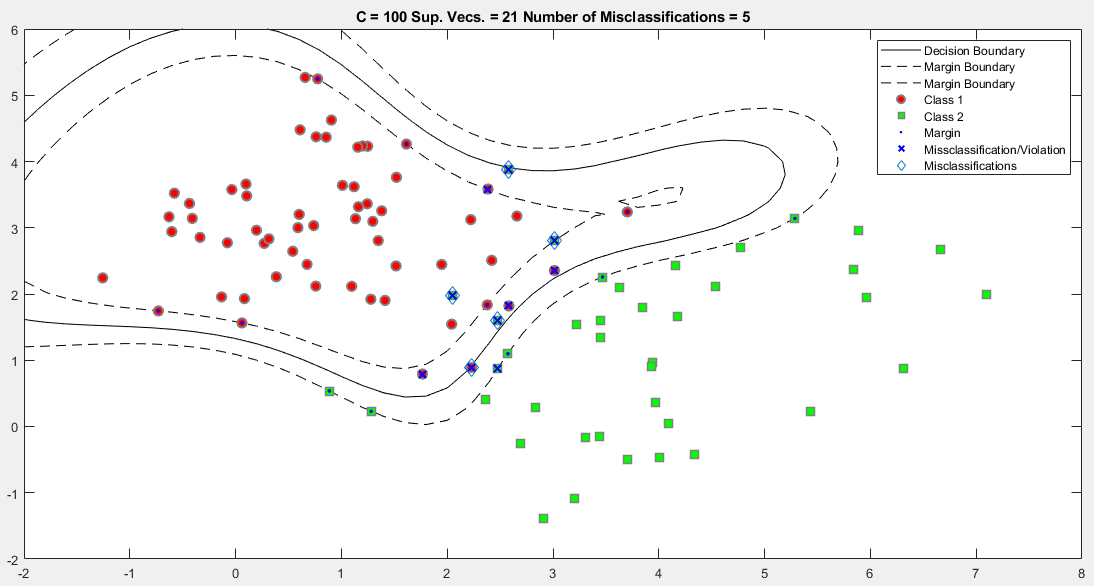 C = 100 Sup. Vecs. = 21 Number of Misclassifications = 5
Decision Boundary
Margin Boundary
Margin Boundary
Class 1
Class 2
Margin
Missclassification/Violation
Misclassifications
6
5
4
3
2
1
0
-1
-2
-2 -1 0 1 2 3 4 5 6 7 8